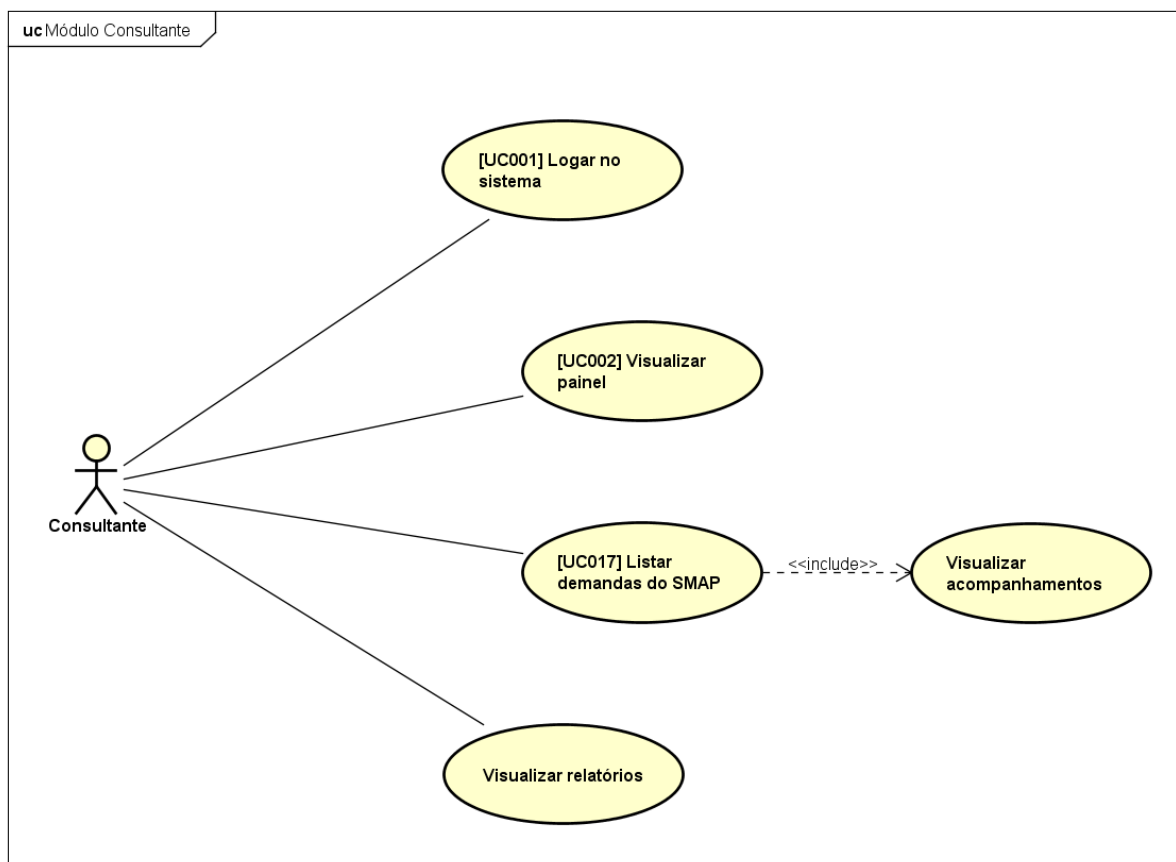 uc Módulo Consultante
[UC001] Logar no
sistema
[UC002] Visualizar
painel
Consultante
[UC017] Listar
demandas do SMAP
<<include>>
Visualizar
acompanhamentos
Visualizar relatórios